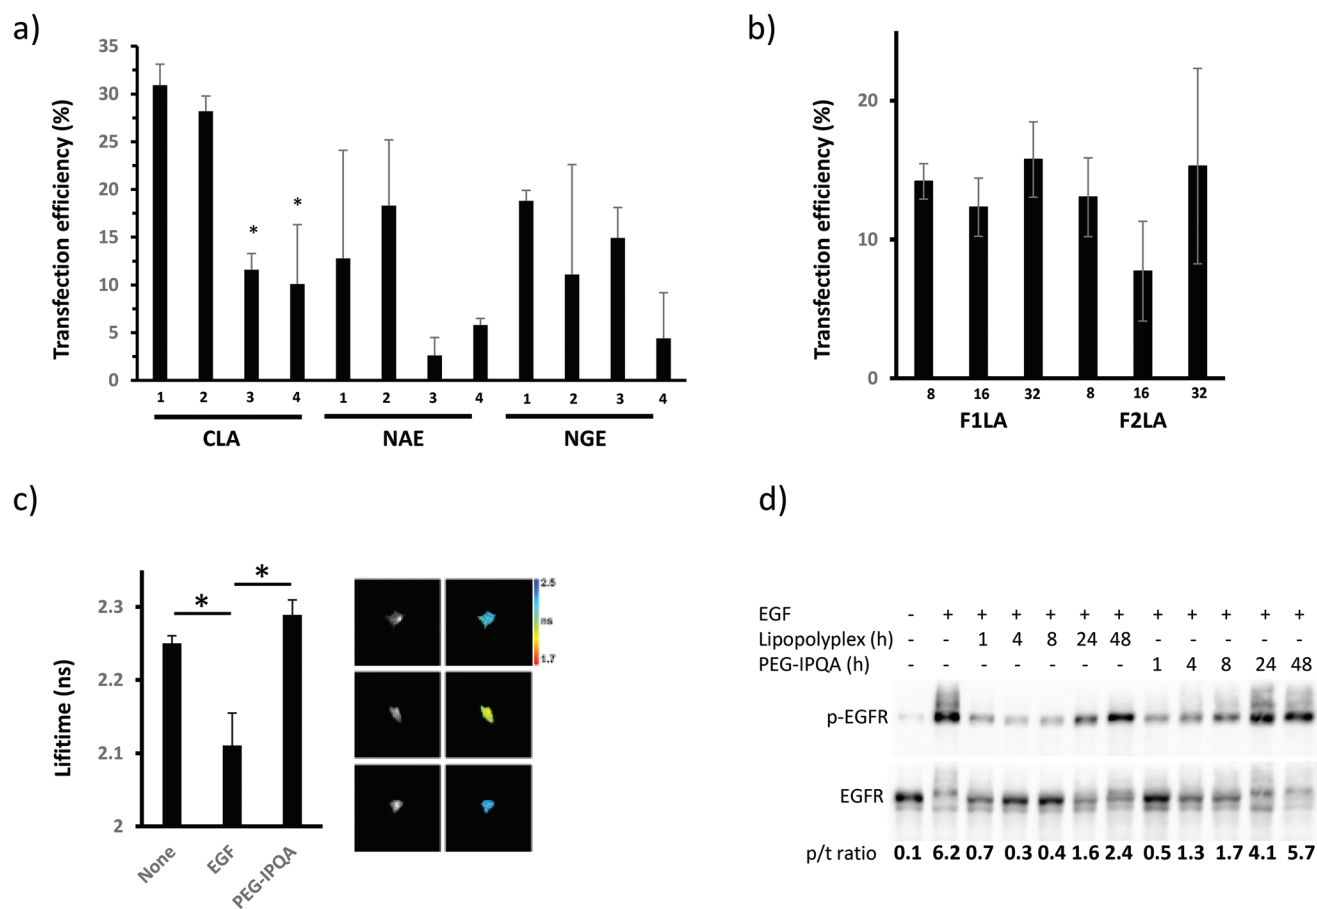 a)
35
30
25
20
15
10
5
0
Transfection efficiency (%)
* *
1 2 3 4 1 2 3 4 1 2 3 4
CLA NAE NGE
b)
20
10
0
Transfection efficiency (%)
8 16 32 8 16 32
F1LA F2LA
c)
2.3
2.2
2.1
2
Lifitime (ns)
* *
None EGF PEG-IPQA
2.5
ns
1.7
d)
EGF - + + + + + + + + + + +
Lipopolyplex (h) - - 1 4 8 24 48 - - - - -
PEG-IPQA (h) - - - - - - - 1 4 8 24 48
p-EGFR
EGFR
p/t ratio 0.1 6.2 0.7 0.3 0.4 1.6 2.4 0.5 1.3 1.7 4.1 5.7